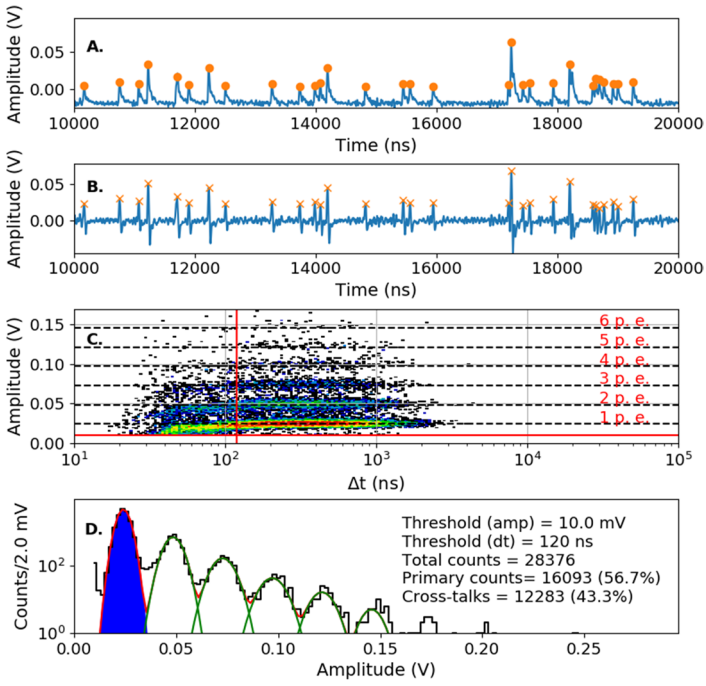 Amplitude (V)
0.05
0.00
A.
10000 12000 14000 16000 18000 20000
Time (ns)
Amplitude (V)
0.05
0.00
B.
10000 12000 14000 16000 18000 20000
Time (ns)
Amplitude (V)
0.15
0.10
0.05
0.00
C.
6 p. e.
5 p. e.
4 p. e.
3 p. e.
2 p. e.
1 p. e.
10¹ 10² 10³ 10⁴ 10⁵
Δt (ns)
Counts/2.0 mV
10²
10⁰
D.
Threshold (amp) = 10.0 mV
Threshold (dt) = 120 ns
Total counts = 28376
Primary counts= 16093 (56.7%)
Cross-talks = 12283 (43.3%)
0.00 0.05 0.10 0.15 0.20 0.25
Amplitude (V)